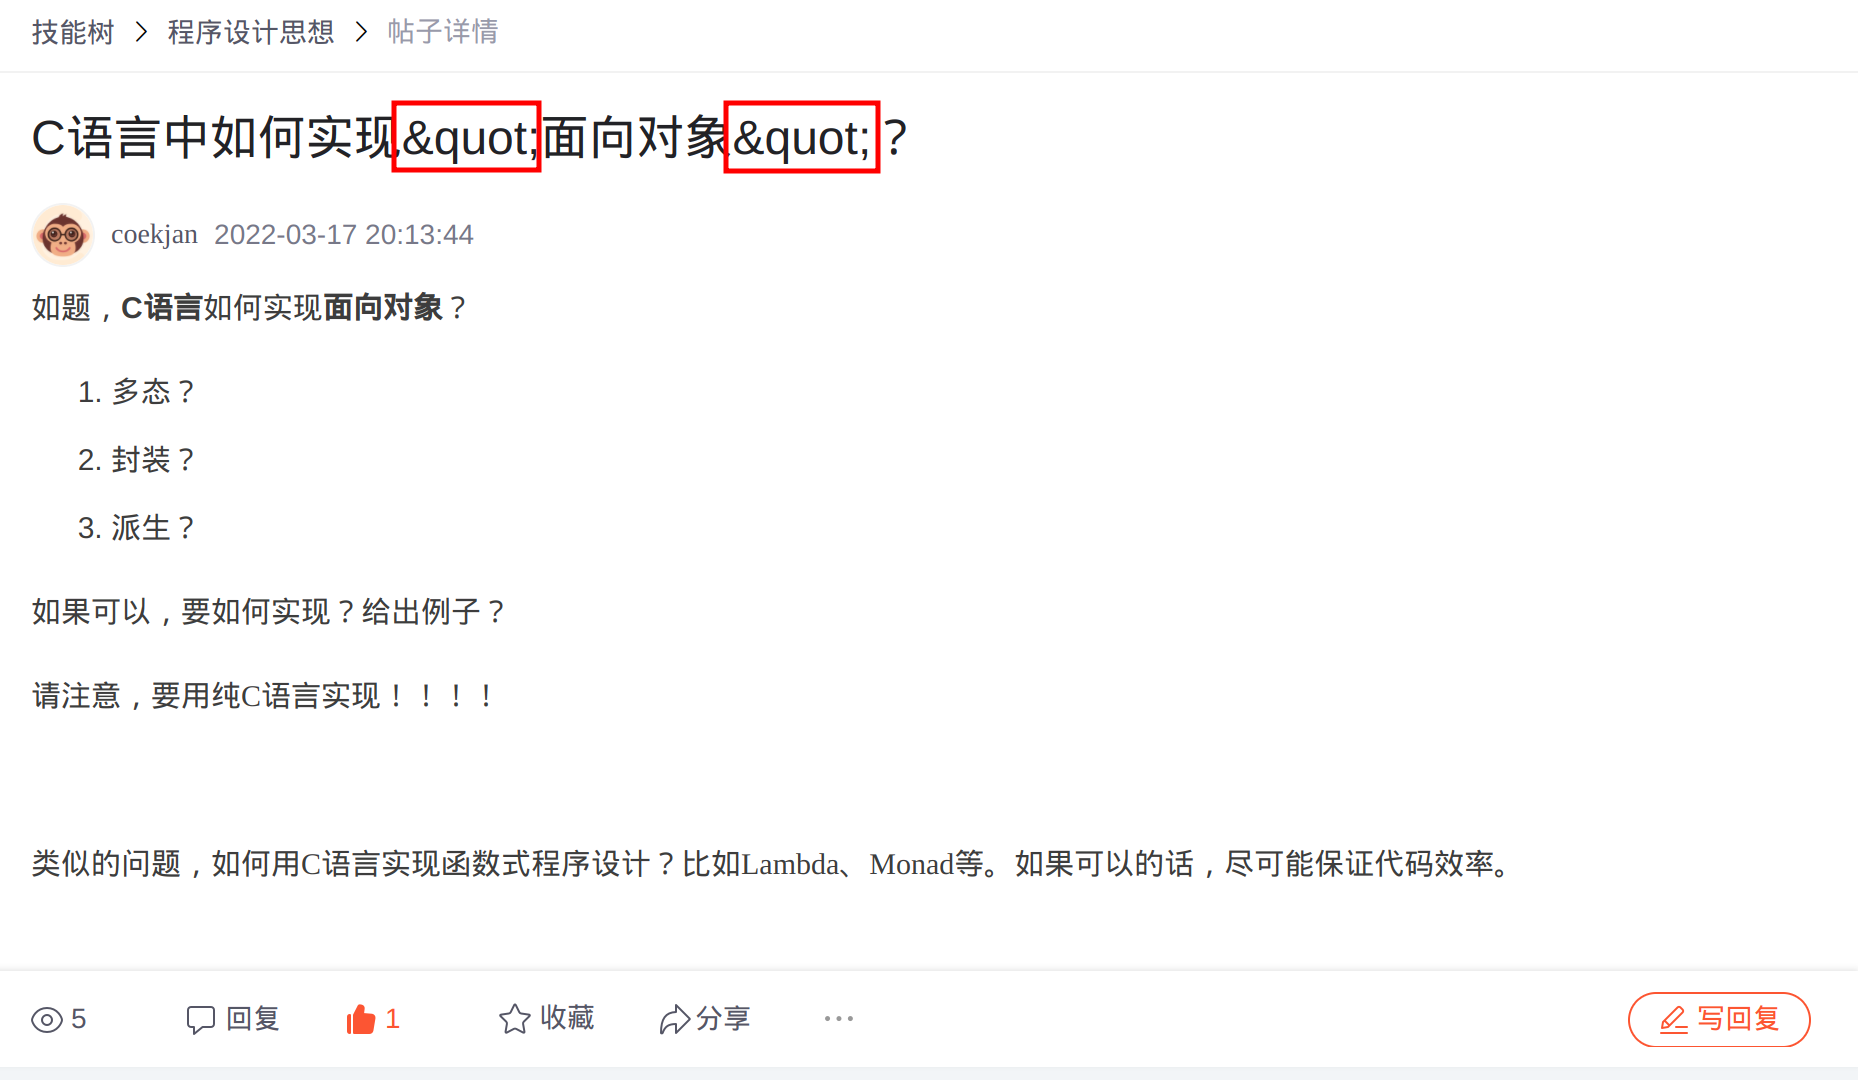 技能树 > 程序设计思想 > 帖子详情
C语言中如何实现&quot;面向对象&quot;？
coekjan 2022-03-17 20:13:44
如题，C语言如何实现面向对象？
1. 多态？
2. 封装？
3. 派生？
如果可以，要如何实现？给出例子？
请注意，要用纯C语言实现！！！！
类似的问题，如何用C语言实现函数式程序设计？比如Lambda、Monad等。如果可以的话，尽可能保证代码效率。
5 回复 1 收藏 分享 ··· 写回复